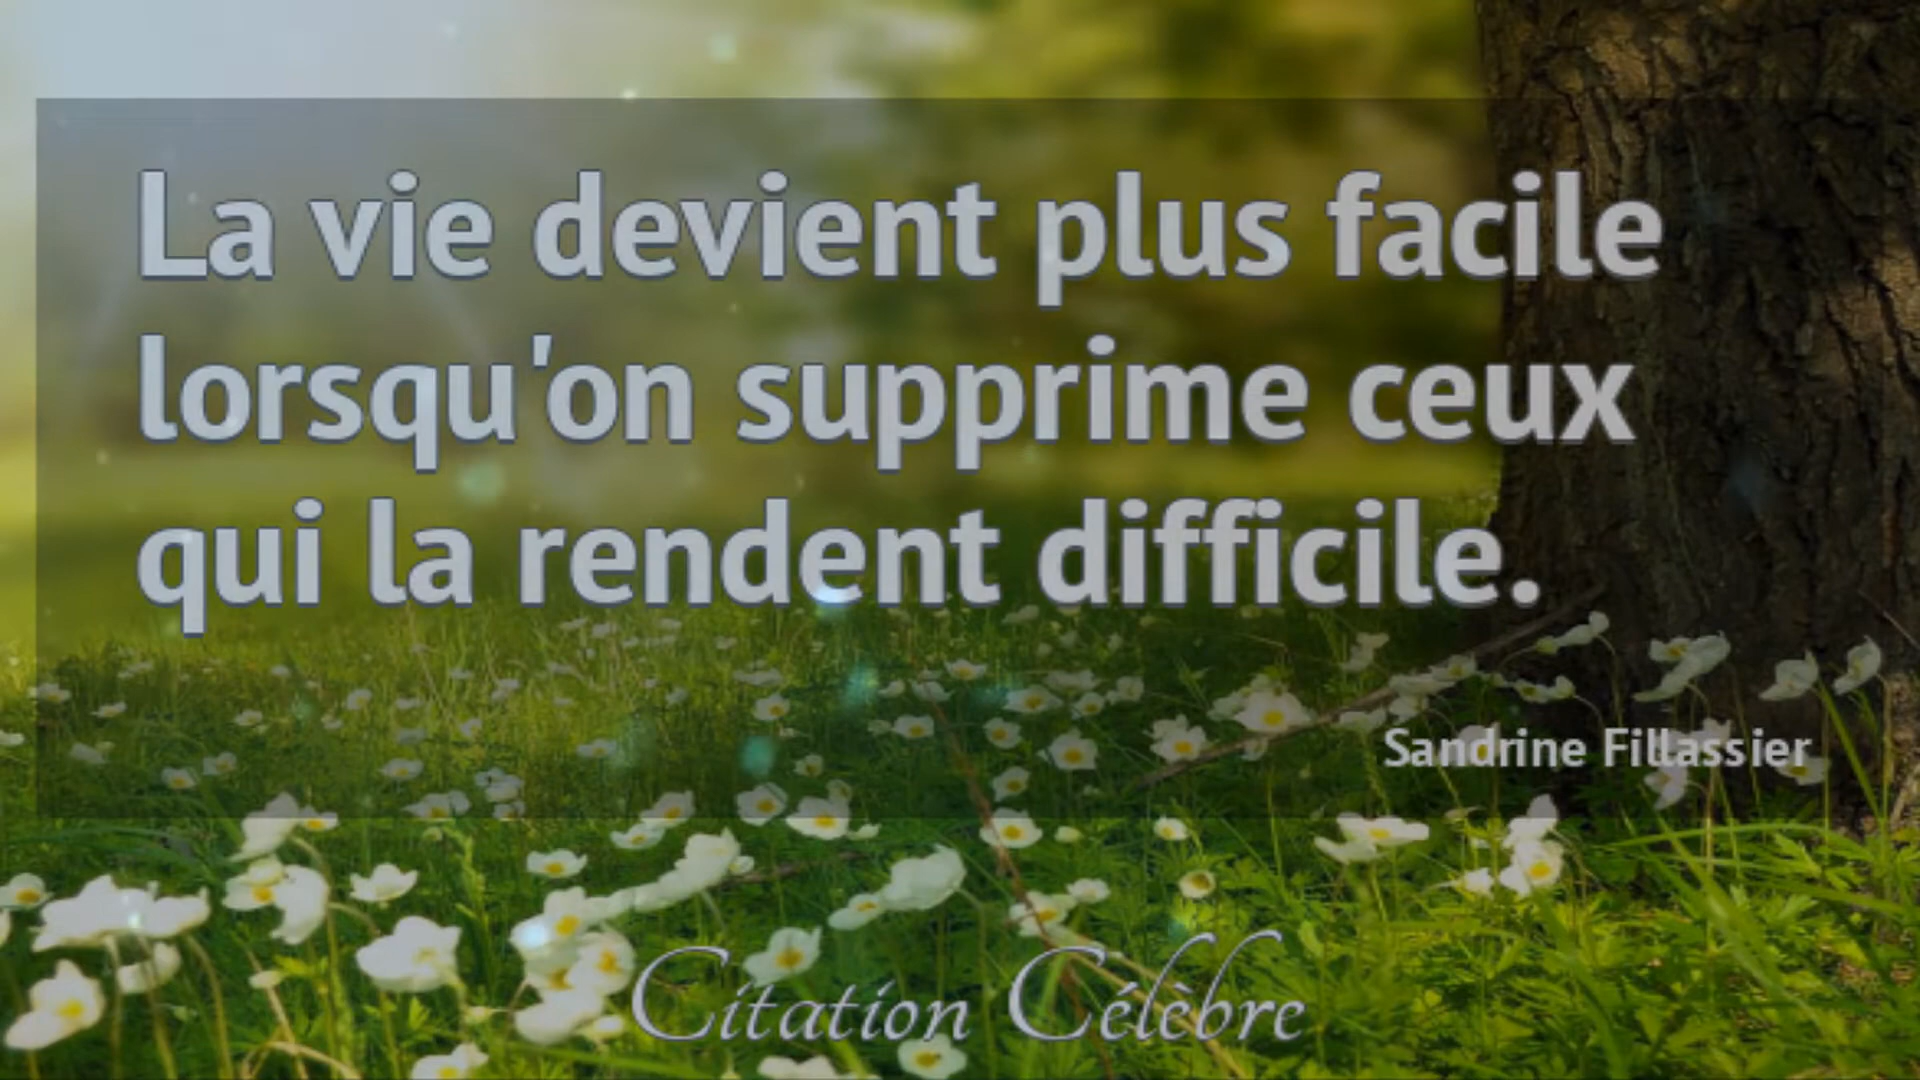 La vie devient plus facile
lorsqu'on supprime ceux
qui la rendent difficile.
Sandrine Fillassier
Citation Célèbre